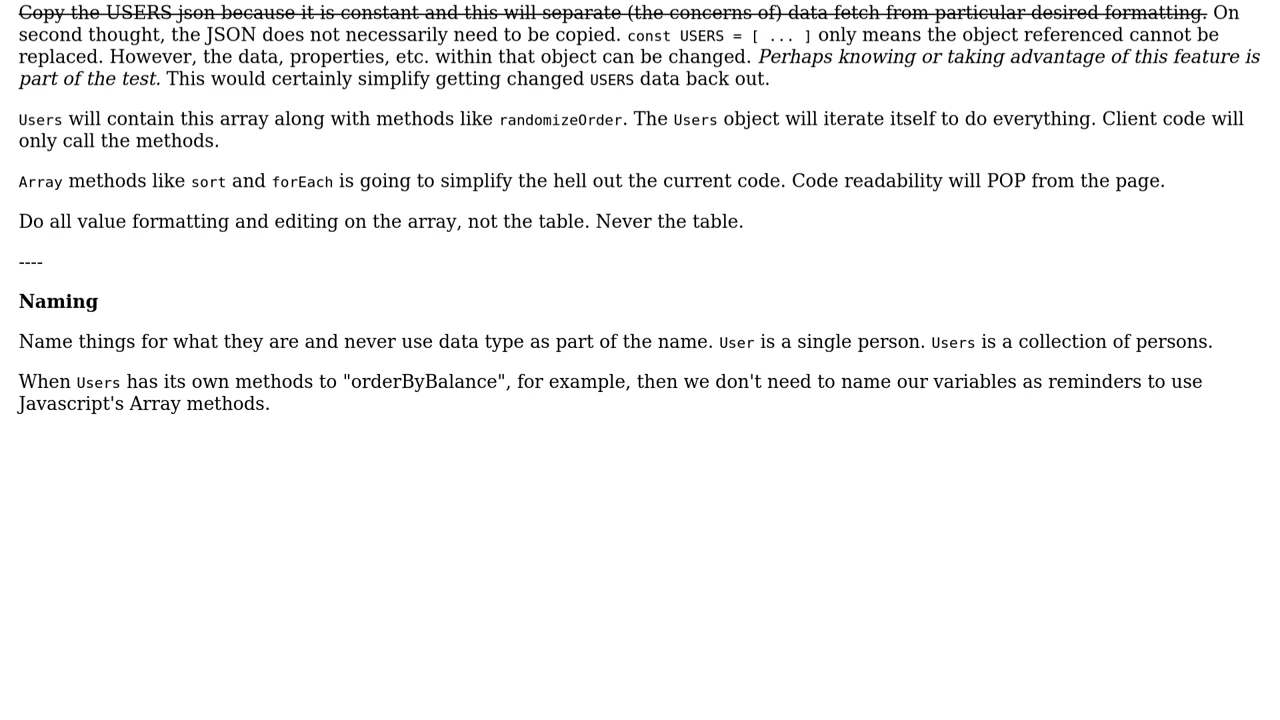 Copy the USERS json because it is constant and this will separate (the concerns of) data fetch from particular desired formatting. On
second thought, the JSON does not necessarily need to be copied. const USERS = [ ... ] only means the object referenced cannot be
replaced. However, the data, properties, etc. within that object can be changed. Perhaps knowing or taking advantage of this feature is
part of the test. This would certainly simplify getting changed USERS data back out.
Users will contain this array along with methods like randomizeOrder. The Users object will iterate itself to do everything. Client code will
only call the methods.
Array methods like sort and forEach is going to simplify the hell out the current code. Code readability will POP from the page.
Do all value formatting and editing on the array, not the table. Never the table.
----
Naming
Name things for what they are and never use data type as part of the name. User is a single person. Users is a collection of persons.
When Users has its own methods to "orderByBalance", for example, then we don't need to name our variables as reminders to use
Javascript's Array methods.